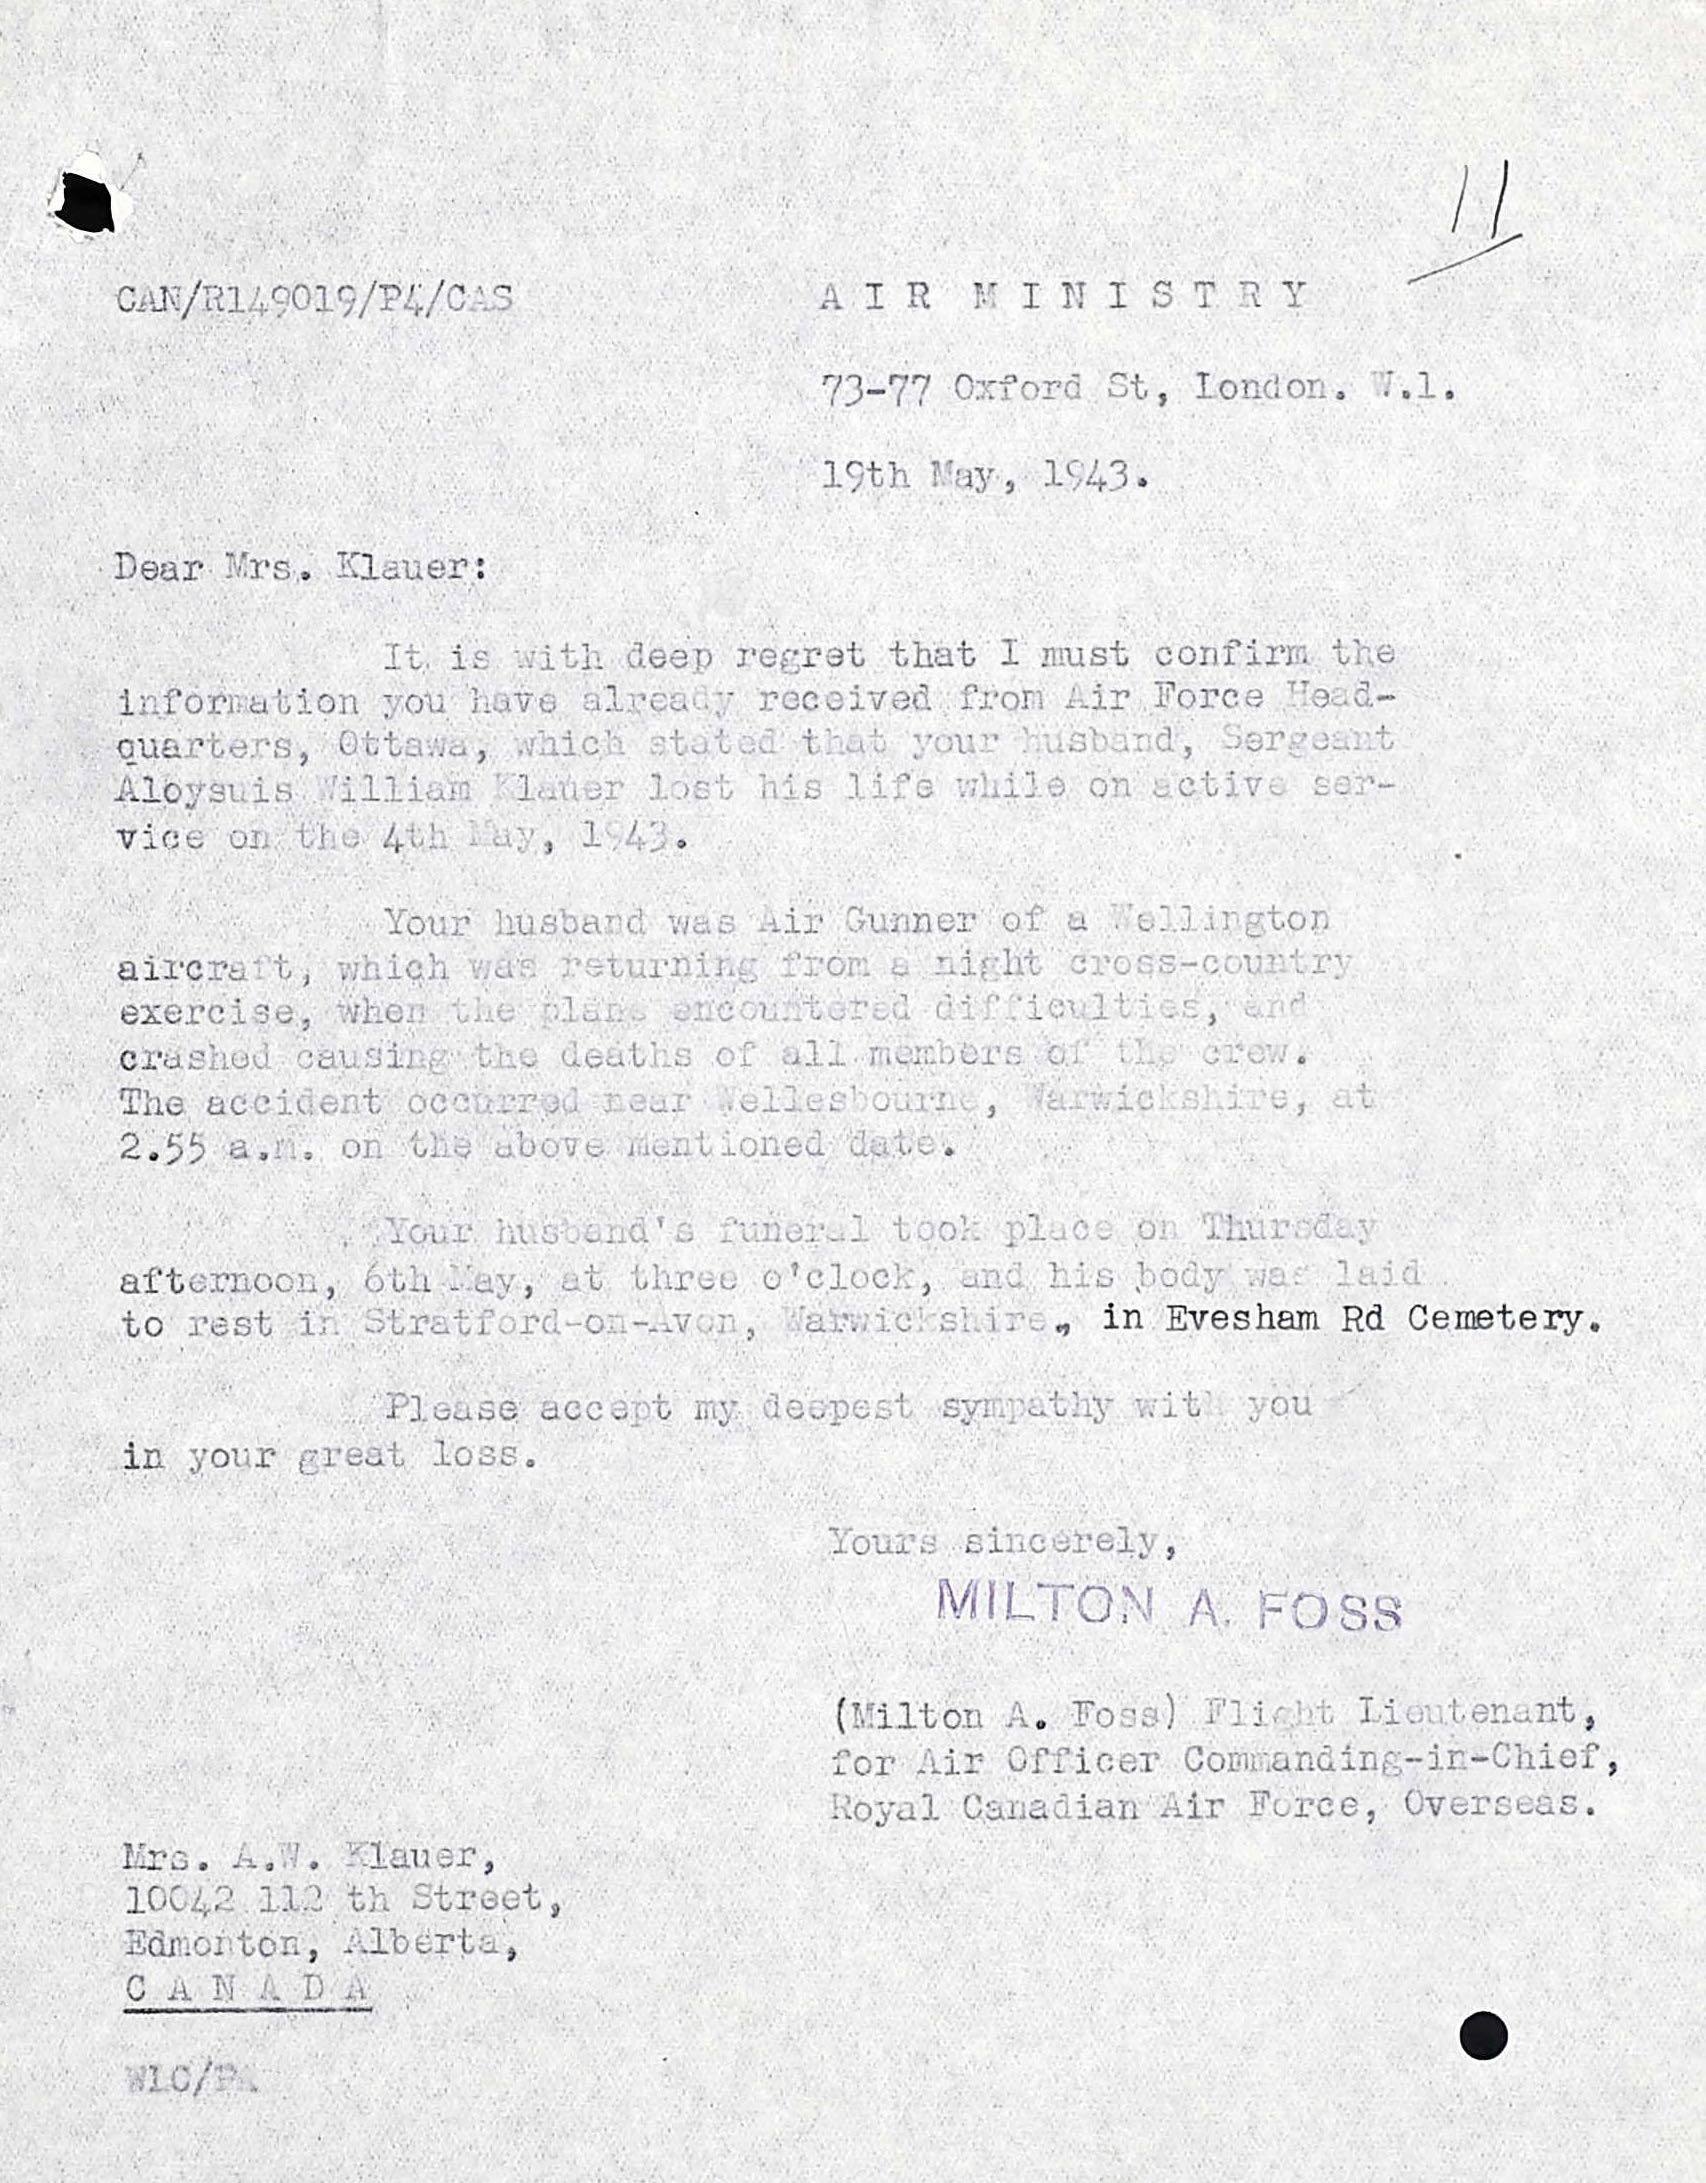 11
CAN/R149019/P4/CAS
AIR MINISTRY
73-77 Oxford St, London. W.1.
19th May, 1943.
Dear Mrs. Klauer:
It is with deep regret that I must confirm the
information you have already received from Air Force Head-
quarters, Ottawa, which stated that your husband, Sergeant
Aloysuis William Klauer lost his life while on active ser-
vice on the 4th May, 1943.
Your husband was Air Gunner of a Wellington
aircraft, which was returning from a night cross-country
exercise, when the plane encountered difficulties, and
crashed causing the deaths of all members of the crew.
The accident occurred near Wellesbourne, Warwickshire, at
2.55 a.m. on the above mentioned date.
Your husband's funeral took place on Thursday
afternoon, 6th May, at three o'clock, and his body was laid
to rest in Stratford-on-Avon, Warwickshire., in Evesham Rd Cemetery.
Please accept my deepest sympathy with you
in your great loss.
Yours sincerely,
MILTON A. FOSS
(Milton A. Foss) Flight Lieutenant,
for Air Officer Commanding-in-Chief,
Royal Canadian Air Force, Overseas.
Mrs. A.W. Klauer,
10042 112 th Street,
Edmonton, Alberta,
C A N A D A